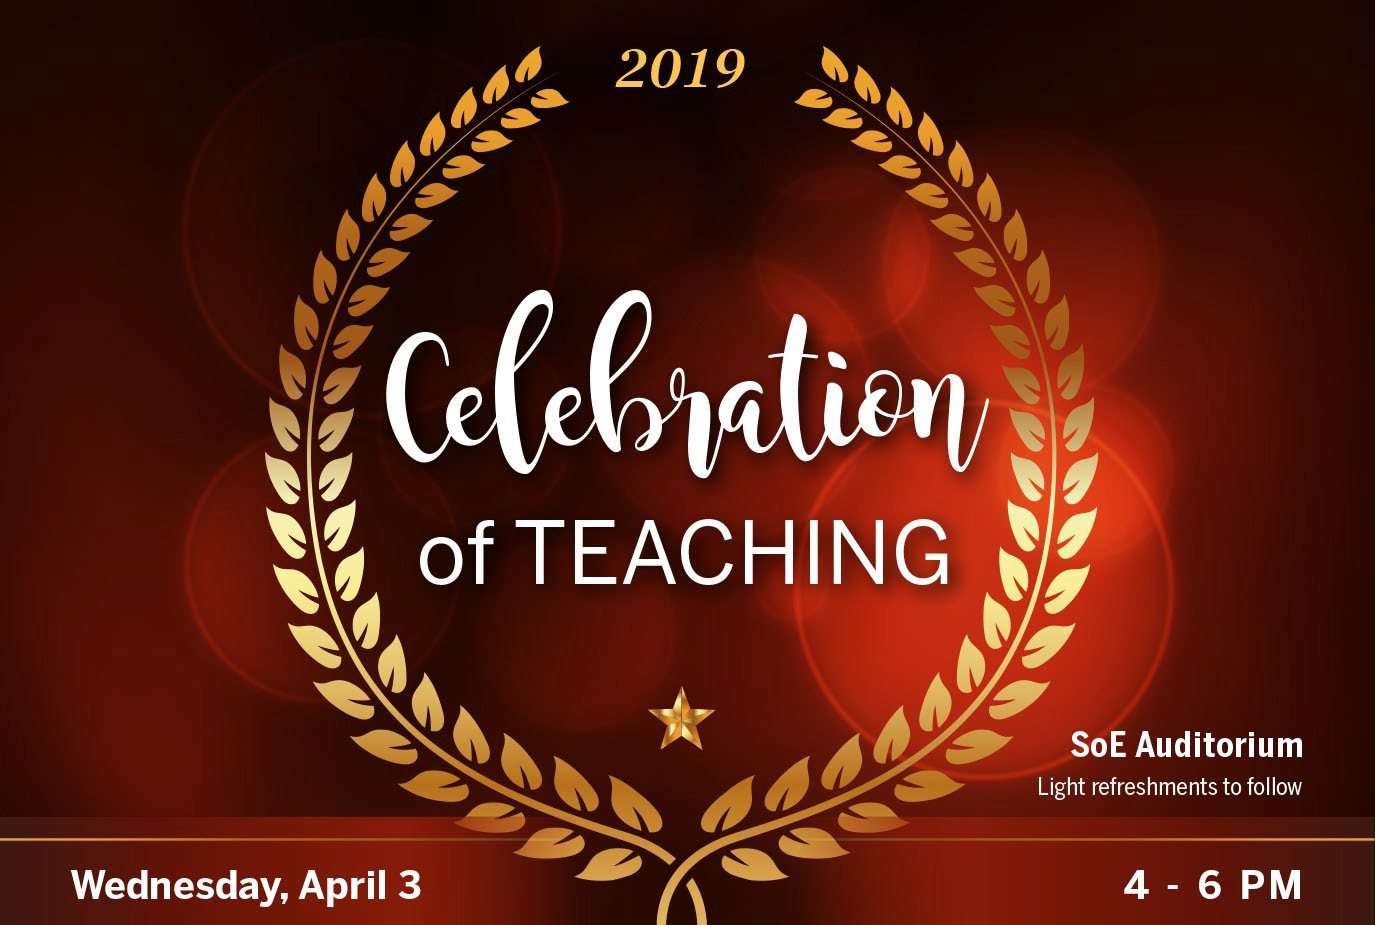 2019
Celebration
of TEACHING
SoE Auditorium
Light refreshments to follow
Wednesday, April 3
4 - 6 PM